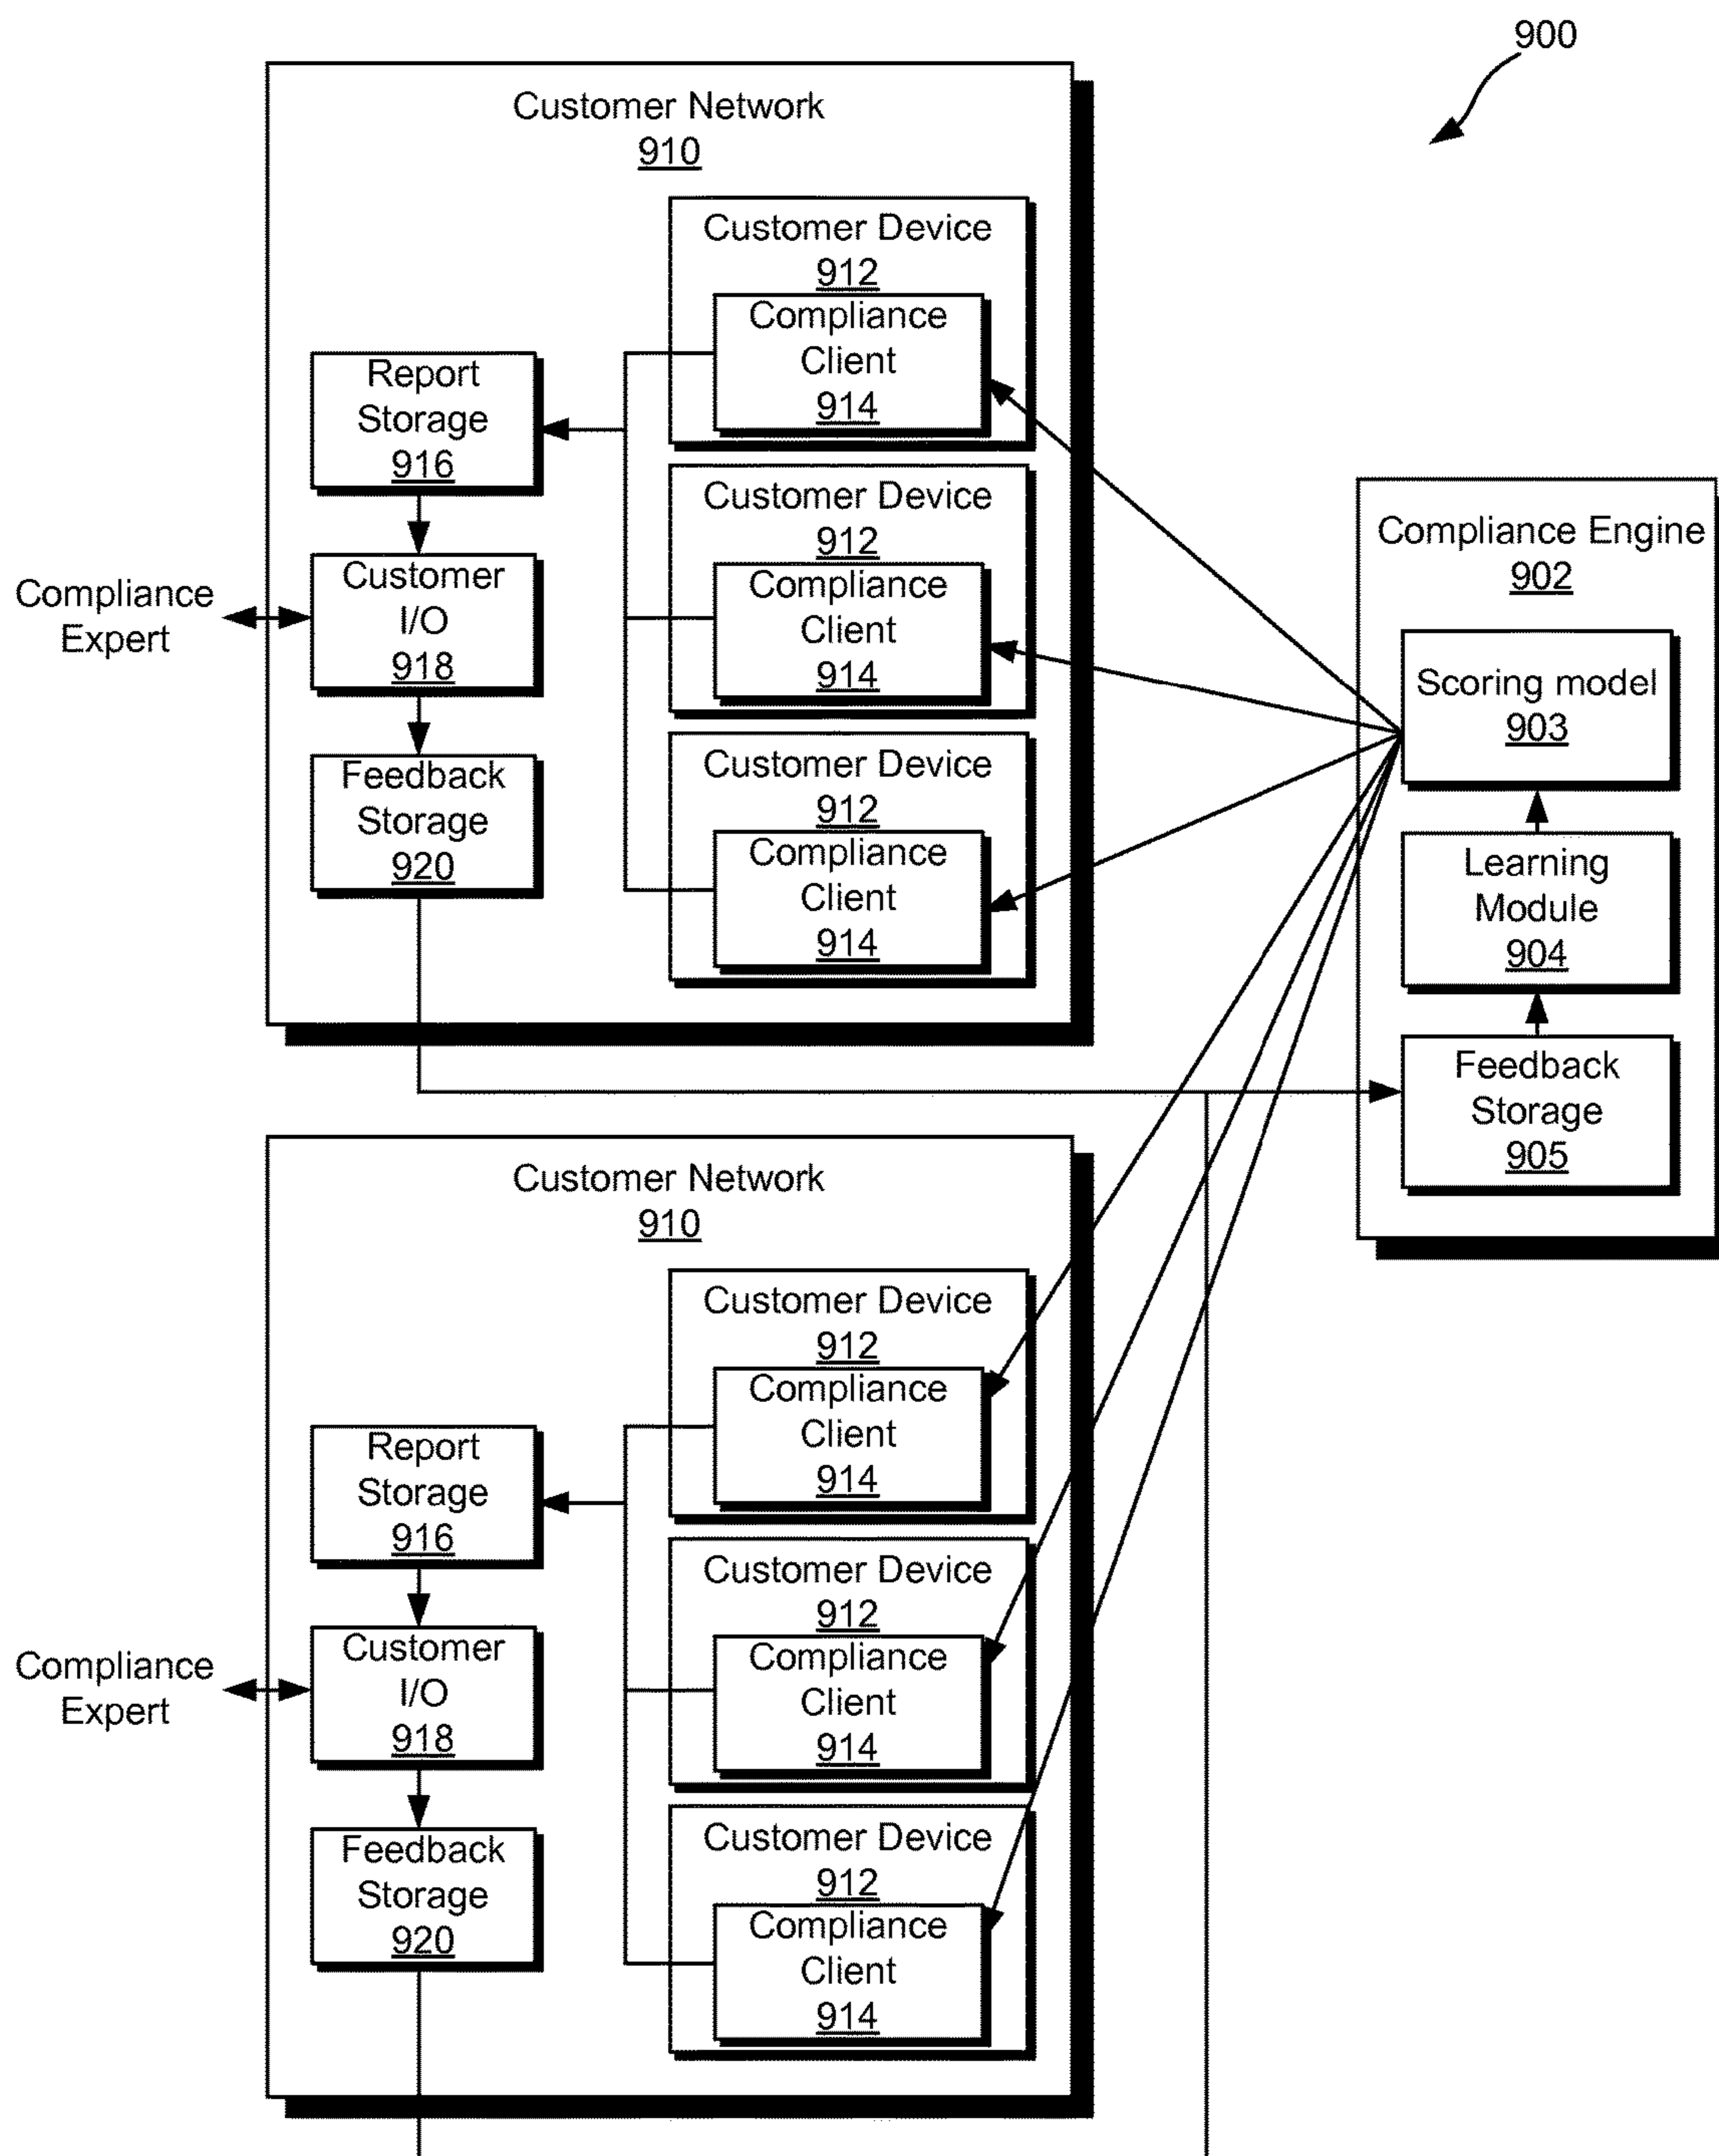 900
Customer Network
910
Customer Device
912
Compliance
Client
914
Report
Storage
916
Customer Device
912
Compliance
Client
914
Customer
I/O
918
Compliance
Expert
Customer Device
912
Compliance
Client
914
Feedback
Storage
920
Compliance Engine
902
Scoring model
903
Learning
Module
904
Feedback
Storage
905
Customer Network
910
Customer Device
912
Compliance
Client
914
Report
Storage
916
Customer Device
912
Compliance
Client
914
Customer
I/O
918
Compliance
Expert
Customer Device
912
Compliance
Client
914
Feedback
Storage
920